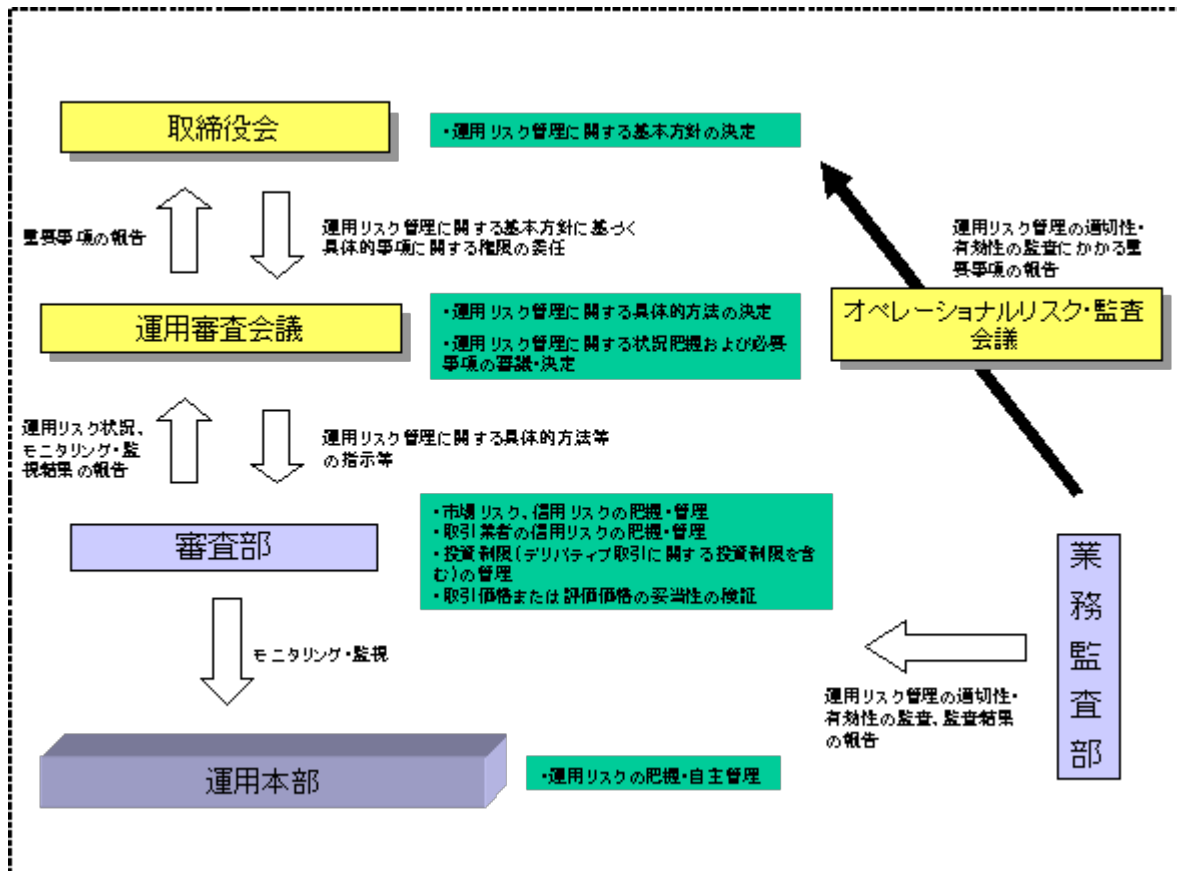 取締役会
・運用リスク管理に関する基本方針の決定
重要事項の報告
運用リスク管理に関する基本方針に基づく
具体的事項に関する権限の委任
運用リスク管理の適切性・
有効性の監査にかかる重
要事項の報告
運用審査会議
・運用リスク管理に関する具体的方法の決定
・運用リスク管理に関する状況把握および必要
事項の審議・決定
オペレーショナルリスク・監査
会議
運用リスク状況、
モニタリング・監
視結果の報告
運用リスク管理に関する具体的方法等
の指示等
審査部
・市場リスク、信用リスクの把握・管理
・取引業者の信用リスクの把握・管理
・投資制限(デリバティブ取引に関する投資制限を含
む)の管理
・取引価格または評価価格の妥当性の検証
業務監査部
モニタリング・監視
運用リスク管理の適切性・
有効性の監査、監査結果
の報告
運用本部
・運用リスクの把握・自主管理